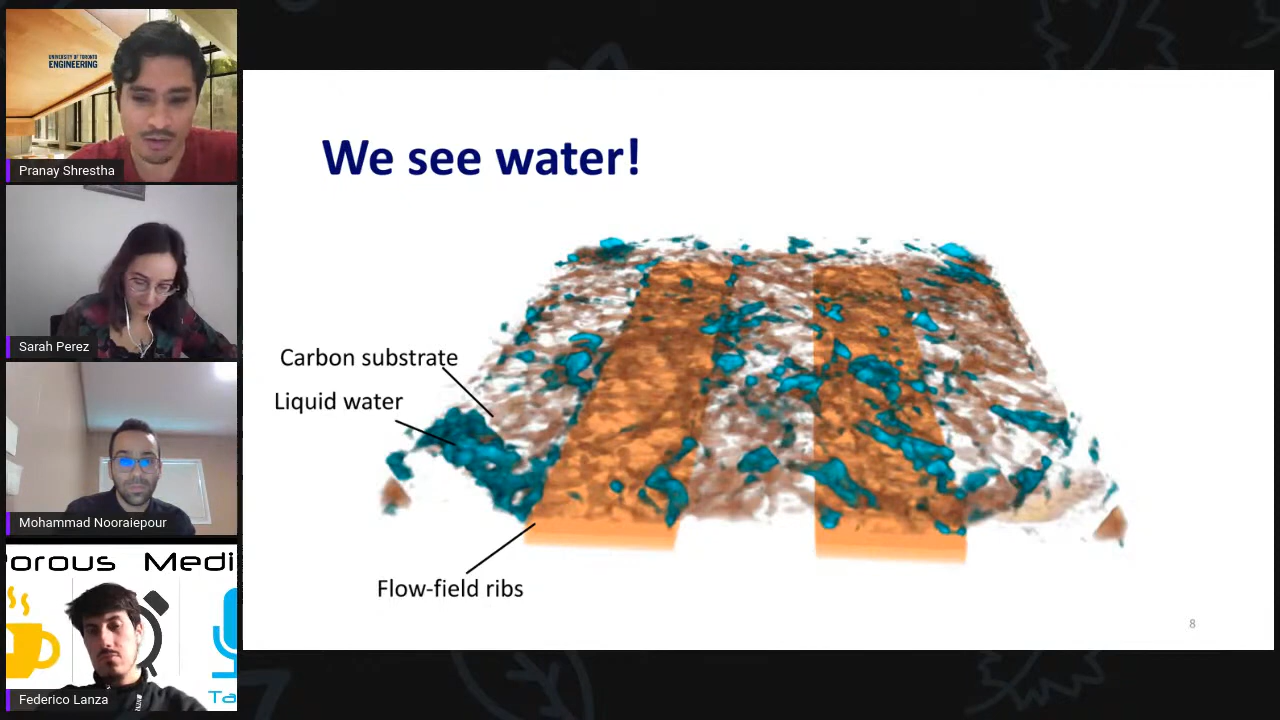 UNIVERSITY OF TORONTO
ENGINEERING
Pranay Shrestha
Sarah Perez
Mohammad Nooraiepour
orous Medi
Ta
Federico Lanza
We see water!
Carbon substrate
Liquid water
Flow-field ribs
8